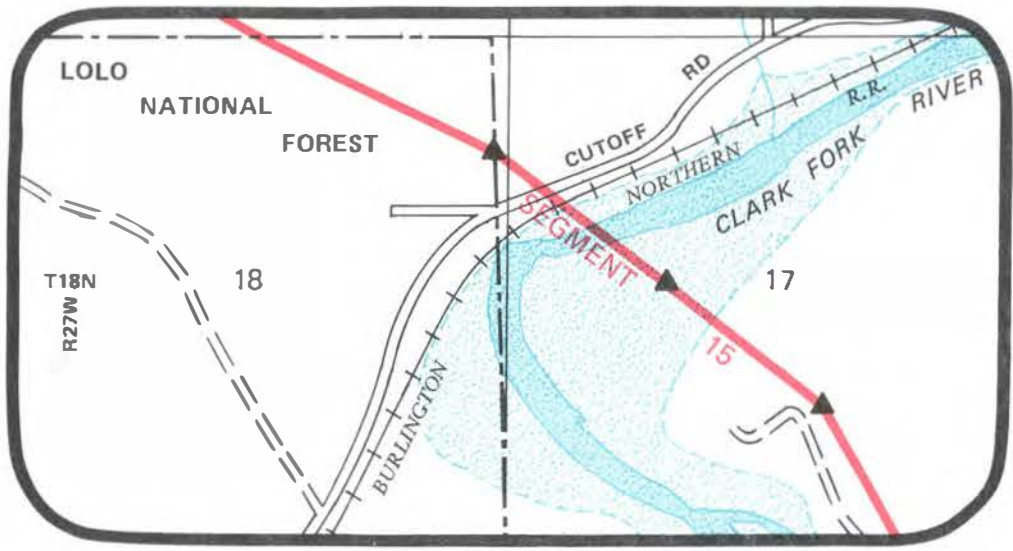 LOLO
NATIONAL
FOREST
CUTOFF RD
BURLINGTON NORTHERN R.R.
CLARK FORK RIVER
SEGMENT 15
T18N
R27W
18
17